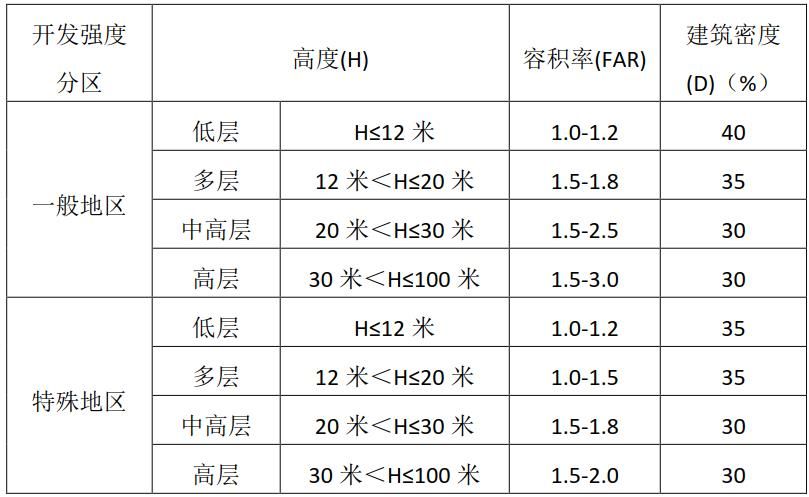 开发强度
分区
高度(H)
容积率(FAR)
建筑密度
(D)（%）
一般地区
低层 H≤12 米 1.0-1.2 40
多层 12 米＜H≤20 米 1.5-1.8 35
中高层 20 米＜H≤30 米 1.5-2.5 30
高层 30 米＜H≤100 米 1.5-3.0 30
特殊地区
低层 H≤12 米 1.0-1.2 35
多层 12 米＜H≤20 米 1.0-1.5 35
中高层 20 米＜H≤30 米 1.5-1.8 30
高层 30 米＜H≤100 米 1.5-2.0 30